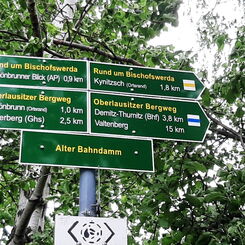 Rund um Bischofswerda
önbrunner Blick (AP) 0,9 km
Rund um Bischofswerda
Kynitzsch (Ortsrand) 1,8 km
erlausitzer Bergweg
önbrunn (Ortsrand) 1,0 km
erberg (Ghs) 2,5 km
Oberlausitzer Bergweg
Demitz-Thumitz (Bhf) 3,8 km
Valtenberg 15 km
Alter Bahndamm